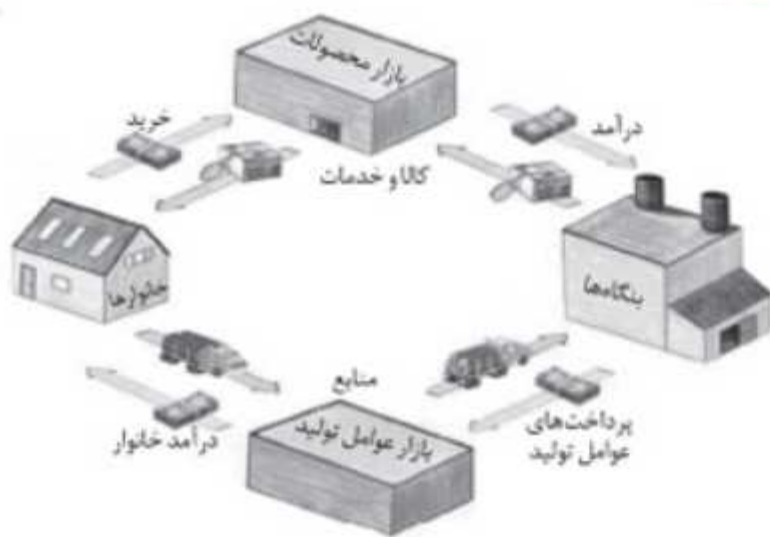 بازار محصولات
خرید
درآمد
کالا و خدمات
خانوارها
بنگاه‌ها
منابع
بازار عوامل تولید
درآمد خانوار
پرداخت‌های
عوامل تولید